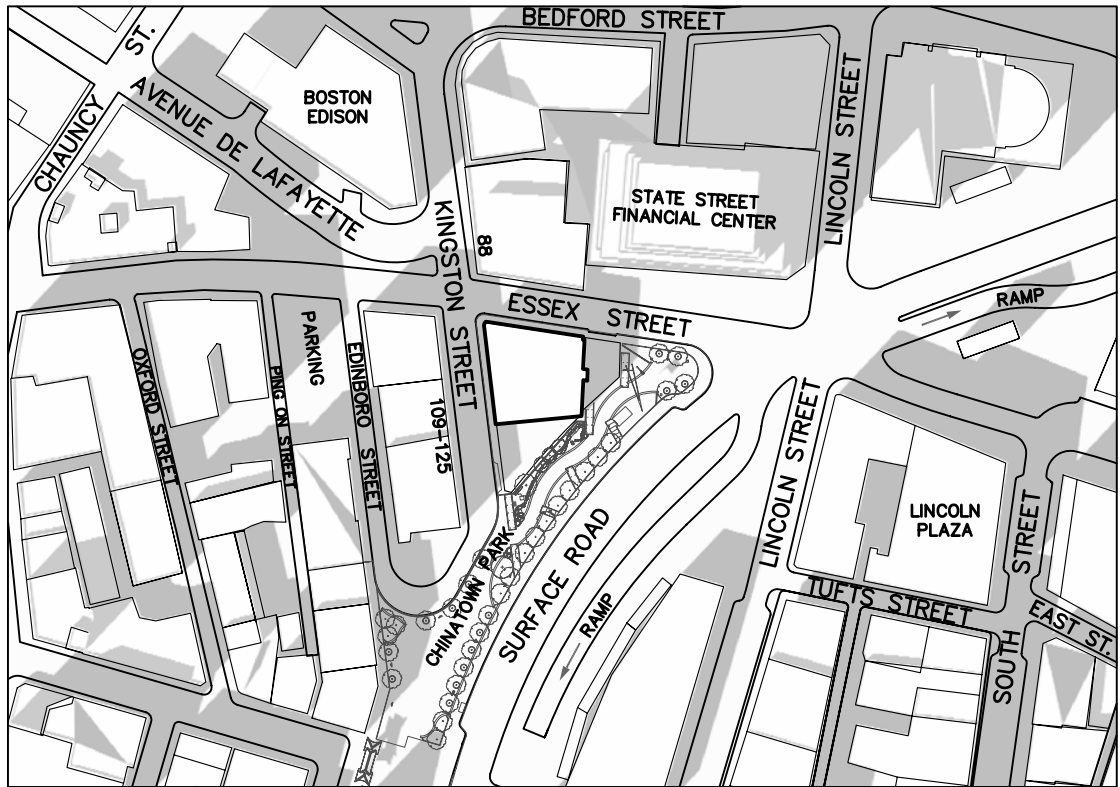 BEDFORD STREET
ST.
CHAUNCY
AVENUE DE LAFAYETTE
BOSTON
EDISON
LINCOLN STREET
STATE STREET
FINANCIAL CENTER
KINGSTON STREET
88
ESSEX STREET
RAMP
PARKING
OXFORD STREET
PING ON STREET
EDINBORO STREET
109-125
LINCOLN STREET
LINCOLN
PLAZA
CHINATOWN PARK
SURFACE ROAD
RAMP
TUFTS STREET
SOUTH STREET
EAST ST.